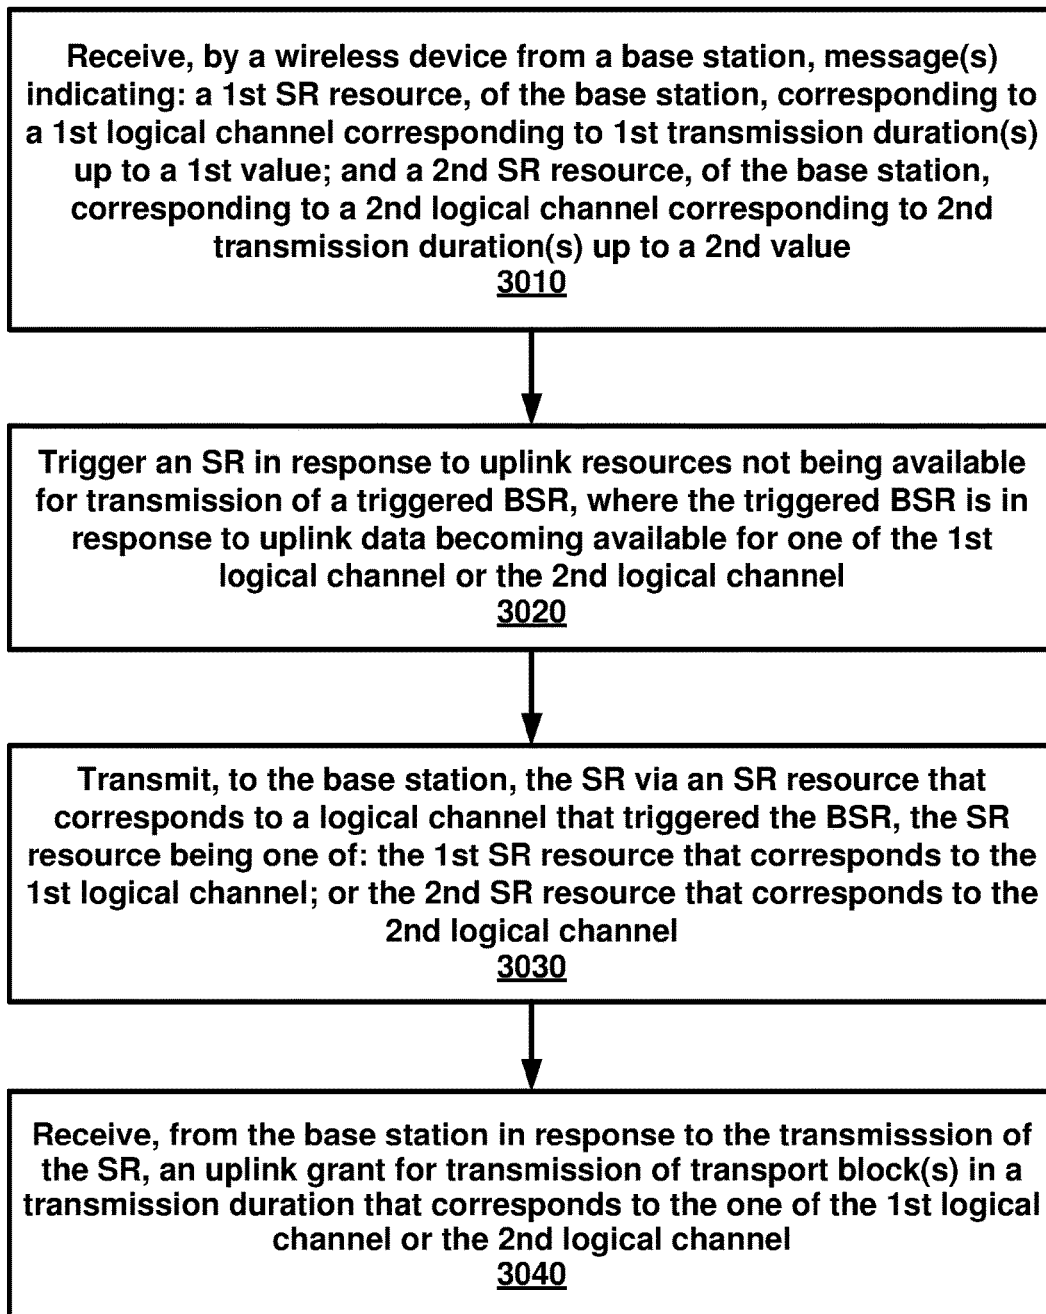 Receive, by a wireless device from a base station, message(s)
indicating: a 1st SR resource, of the base station, corresponding to
a 1st logical channel corresponding to 1st transmission duration(s)
up to a 1st value; and a 2nd SR resource, of the base station,
corresponding to a 2nd logical channel corresponding to 2nd
transmission duration(s) up to a 2nd value
3010
Trigger an SR in response to uplink resources not being available
for transmission of a triggered BSR, where the triggered BSR is in
response to uplink data becoming available for one of the 1st
logical channel or the 2nd logical channel
3020
Transmit, to the base station, the SR via an SR resource that
corresponds to a logical channel that triggered the BSR, the SR
resource being one of: the 1st SR resource that corresponds to the
1st logical channel; or the 2nd SR resource that corresponds to the
2nd logical channel
3030
Receive, from the base station in response to the transmisssion of
the SR, an uplink grant for transmission of transport block(s) in a
transmission duration that corresponds to the one of the 1st logical
channel or the 2nd logical channel
3040